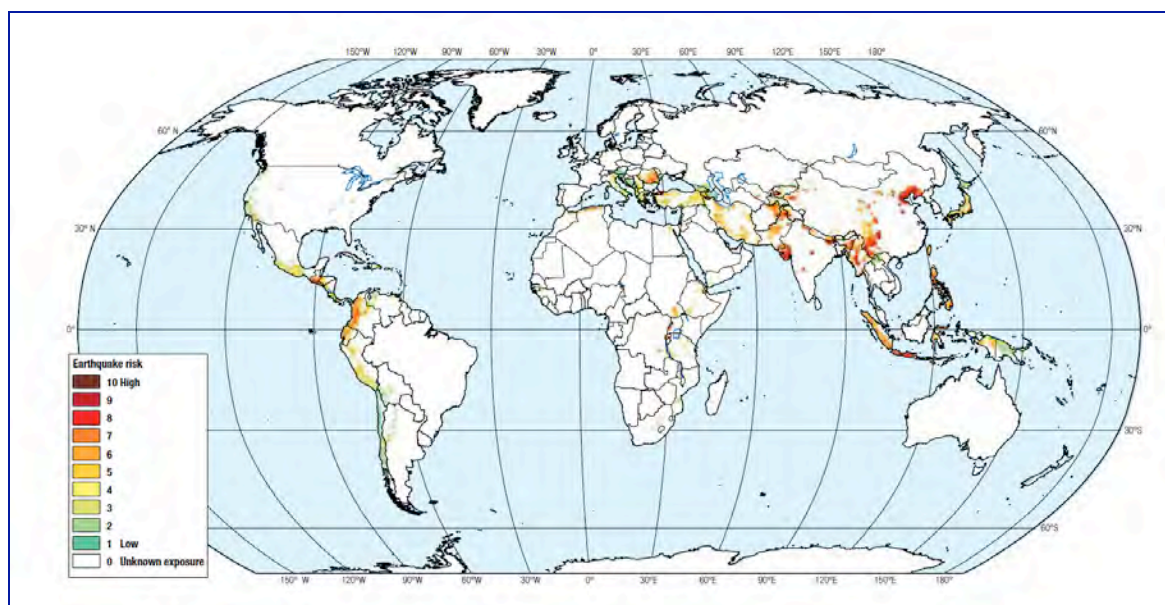 150°W 120°W 90°W 60°W 30°W 0° 30°E 60°E 90°E 120°E 150°E 180°
60° N 60°N
30° N 30°N
0° 0°
30°S 30°S
60°S
150° W 120°W 90°W 60°W 30°W 0° 30°E 60°E 90°E 120°E 150°E 180°
Earthquake risk
10 High
9
8
7
6
5
4
3
2
1 Low
0 Unknown exposure